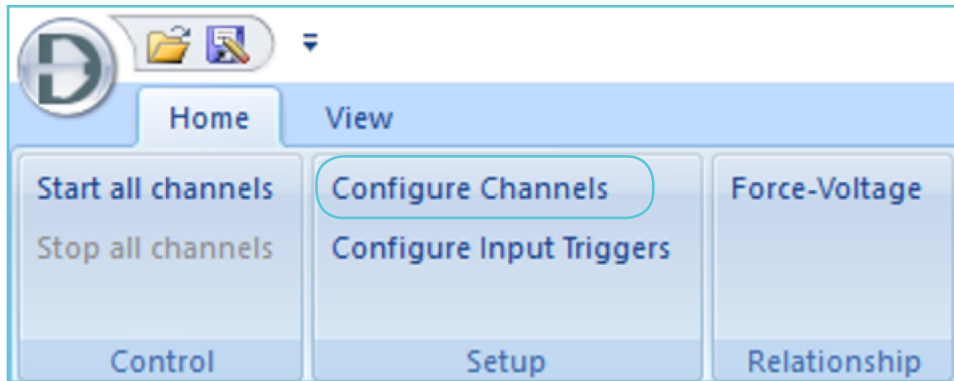 Home View
Start all channels
Stop all channels
Control
Configure Channels
Configure Input Triggers
Setup
Force-Voltage
Relationship